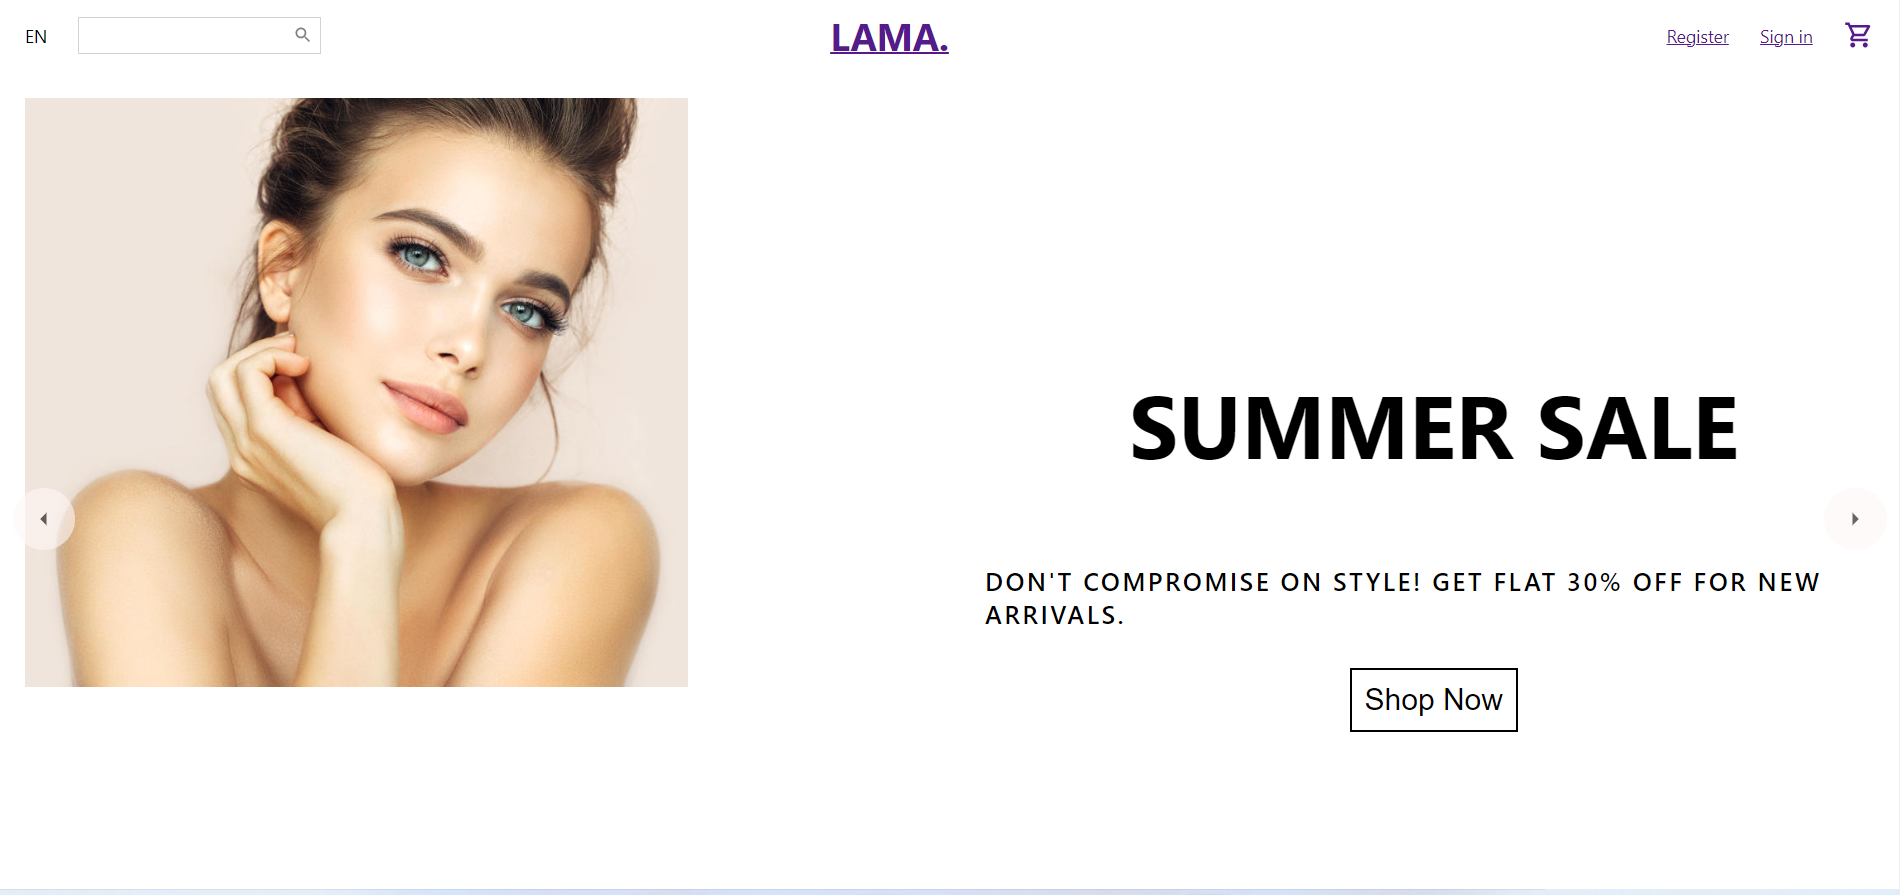 EN
LAMA.
Register
Sign in
SUMMER SALE
DON'T COMPROMISE ON STYLE! GET FLAT 30% OFF FOR NEW
ARRIVALS.
Shop Now